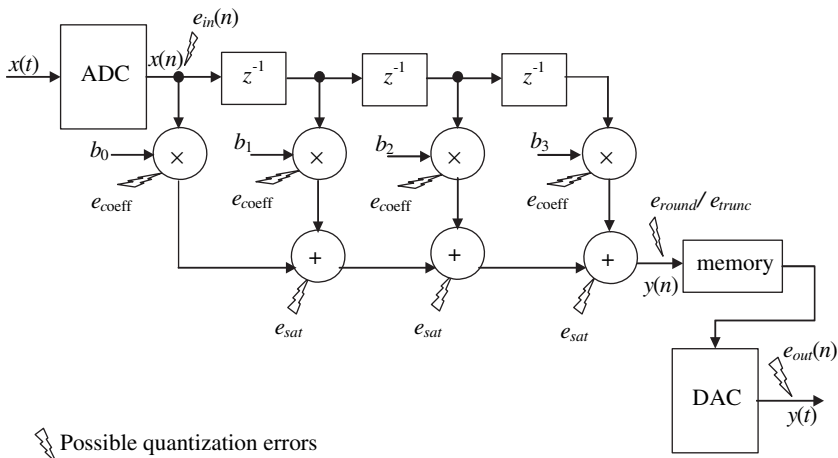 e_in(n)
x(t)
ADC
x(n)
z^-1
z^-1
z^-1
b_0
×
b_1
×
b_2
×
b_3
×
e_coeff
e_coeff
e_coeff
e_coeff
e_round/ e_trunc
+
+
+
memory
y(n)
e_sat
e_sat
e_sat
e_out(n)
DAC
y(t)
Possible quantization errors